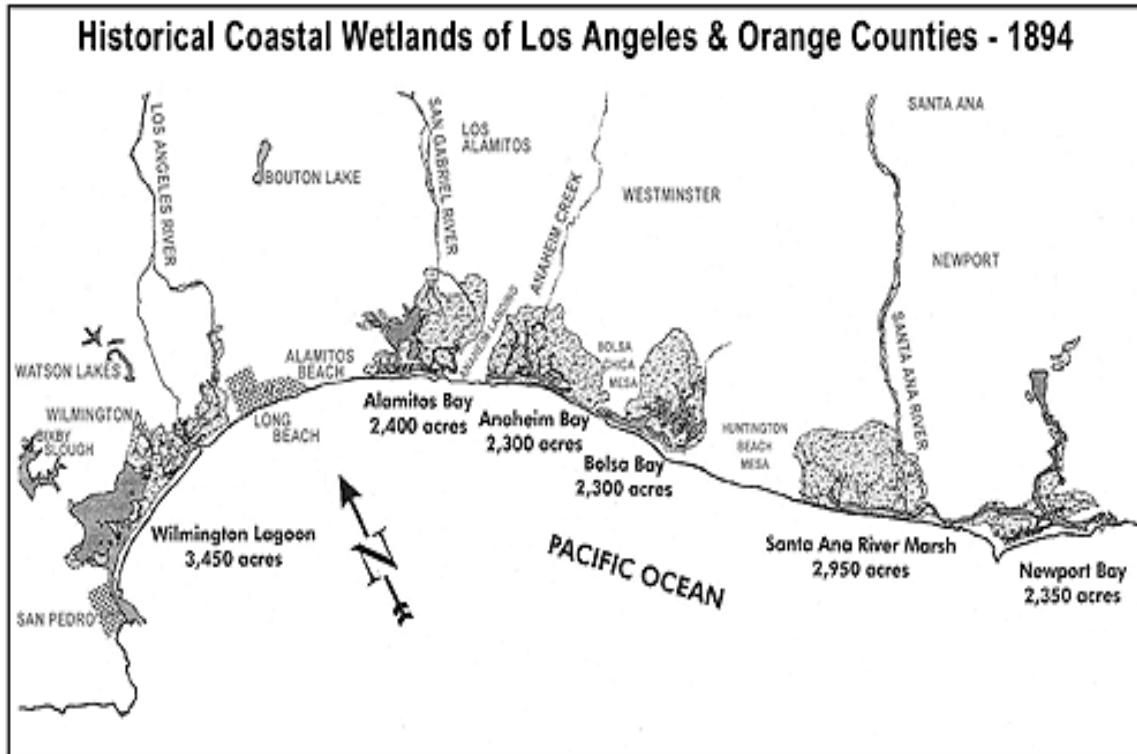 Historical Coastal Wetlands of Los Angeles & Orange Counties - 1894
LOS ANGELES RIVER
BOUTON LAKE
SAN GABRIEL RIVER
LOS
ALAMITOS
ANAHEIM CREEK
WESTMINSTER
SANTA ANA
NEWPORT
SANTA ANA RIVER
WATSON LAKES
WILMINGTON
BIXBY
SLOUGH
ALAMITOS
BEACH
LONG
BEACH
ANAHEIM LANDING
BOLSA
CHICA
MESA
HUNTINGTON
BEACH
MESA
Alamitos Bay
2,400 acres
Anaheim Bay
2,300 acres
Bolsa Bay
2,300 acres
Wilmington Lagoon
3,450 acres
N
PACIFIC OCEAN
Santa Ana River Marsh
2,950 acres
Newport Bay
2,350 acres
SAN PEDRO